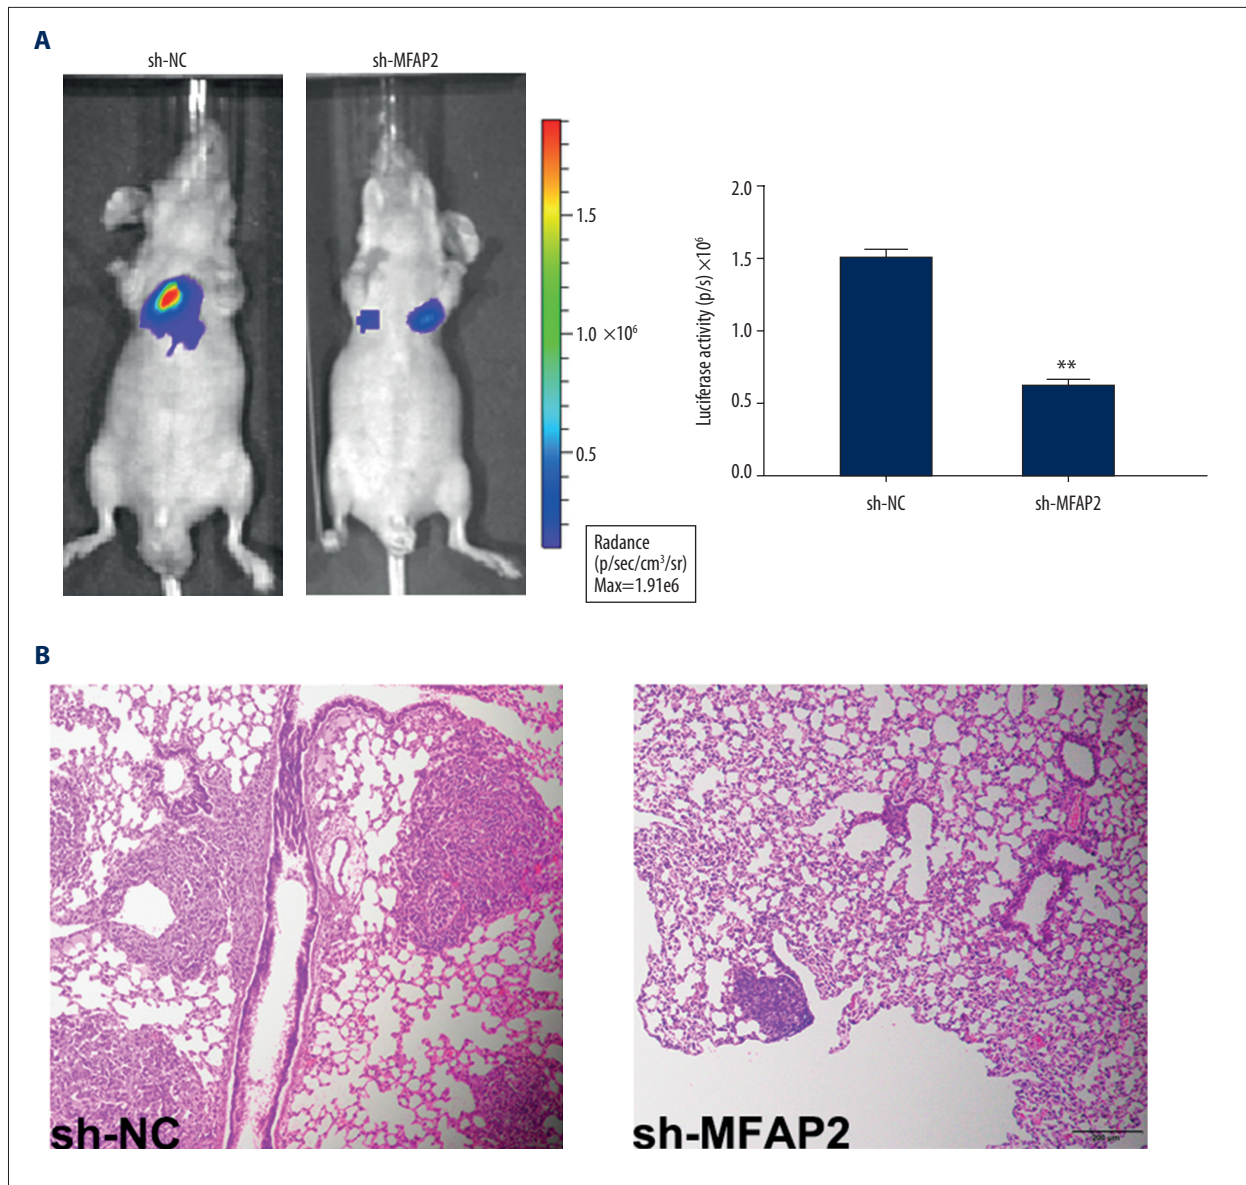 A
sh-NC
sh-MFAP2
1.5
1.0 ×10⁶
0.5
Radance
(p/sec/cm³/sr)
Max=1.91e6
Luciferase activity (p/s) ×10⁶
2.0
1.5
1.0
0.5
0.0
**
sh-NC
sh-MFAP2
B
sh-NC
sh-MFAP2
200 µm